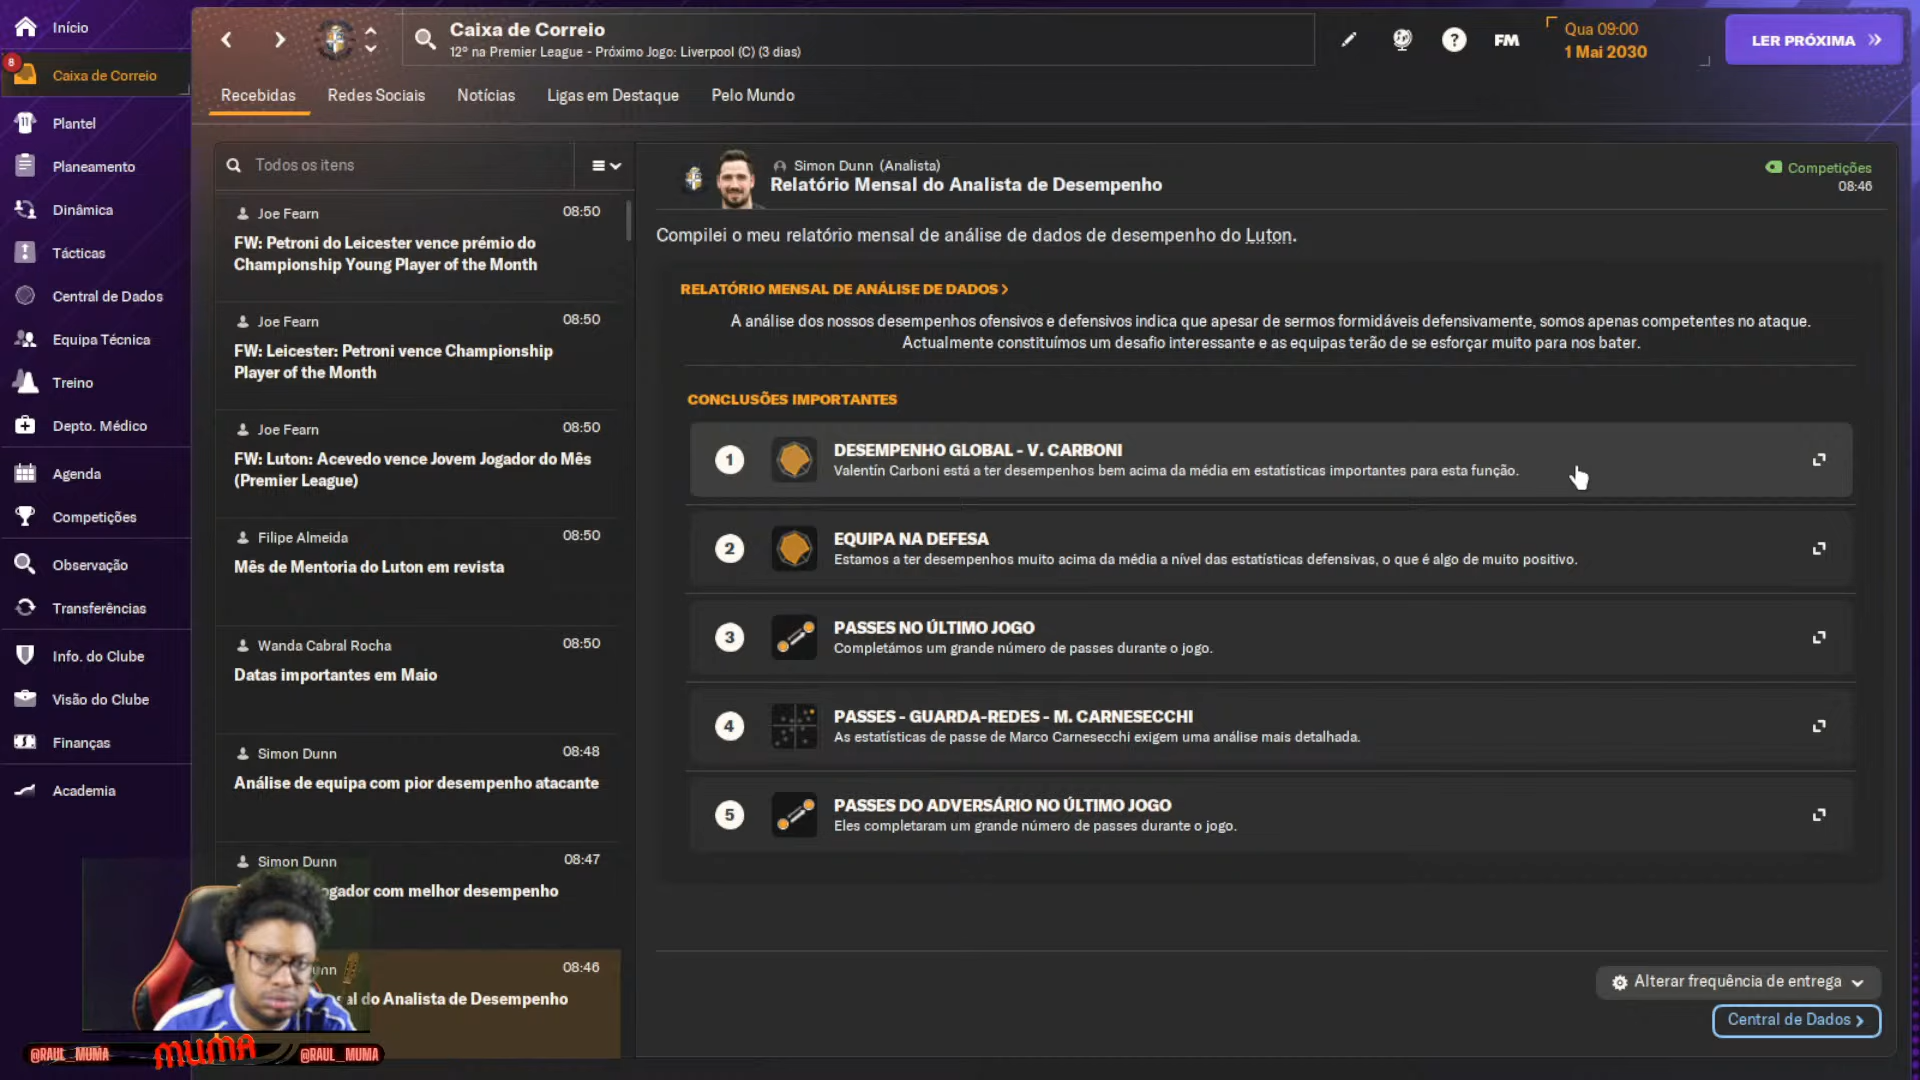 Início
8
Caixa de Correio
Plantel
Planeamento
Dinâmica
Tácticas
Central de Dados
Equipa Técnica
Treino
Depto. Médico
Agenda
Competições
Observação
Transferências
Info. do Clube
Visão do Clube
Finanças
Academia
Caixa de Correio
12º na Premier League - Próximo Jogo: Liverpool (C) (3 dias)
?
FM
Qua 09:00
1 Mai 2030
LER PRÓXIMA
Recebidas
Redes Sociais
Notícias
Ligas em Destaque
Pelo Mundo
Todos os itens
Joe Fearn
08:50
FW: Petroni do Leicester vence prémio do
Championship Young Player of the Month
Joe Fearn
08:50
FW: Leicester: Petroni vence Championship
Player of the Month
Joe Fearn
08:50
FW: Luton: Acevedo vence Jovem Jogador do Mês
(Premier League)
Filipe Almeida
08:50
Mês de Mentoria do Luton em revista
Wanda Cabral Rocha
08:50
Datas importantes em Maio
Simon Dunn
08:48
Análise de equipa com pior desempenho atacante
Simon Dunn
08:47
ogador com melhor desempenho
unn
08:46
sal do Analista de Desempenho
Simon Dunn (Analista)
Relatório Mensal do Analista de Desempenho
Competições
08:46
Compilei o meu relatório mensal de análise de dados de desempenho do Luton.
RELATÓRIO MENSAL DE ANÁLISE DE DADOS >
A análise dos nossos desempenhos ofensivos e defensivos indica que apesar de sermos formidáveis defensivamente, somos apenas competentes no ataque.
Actualmente constituímos um desafio interessante e as equipas terão de se esforçar muito para nos bater.
CONCLUSÕES IMPORTANTES
1
DESEMPENHO GLOBAL - V. CARBONI
Valentín Carboni está a ter desempenhos bem acima da média em estatísticas importantes para esta função.
2
EQUIPA NA DEFESA
Estamos a ter desempenhos muito acima da média a nível das estatísticas defensivas, o que é algo de muito positivo.
3
PASSES NO ÚLTIMO JOGO
Completámos um grande número de passes durante o jogo.
4
PASSES - GUARDA-REDES - M. CARNESECCHI
As estatísticas de passe de Marco Carnesecchi exigem uma análise mais detalhada.
5
PASSES DO ADVERSÁRIO NO ÚLTIMO JOGO
Eles completaram um grande número de passes durante o jogo.
Alterar frequência de entrega
Central de Dados >
@RAUL_MUMA
MUMA
@RAUL_MUMA